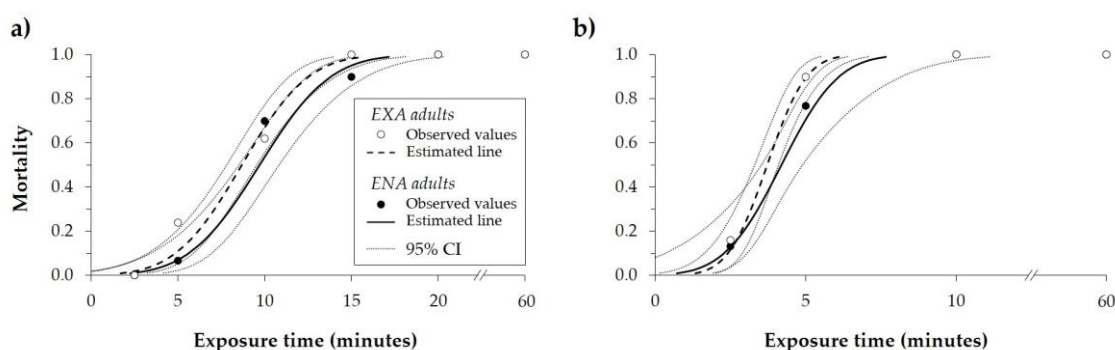 a)
Mortality
1.0
0.8
0.6
0.4
0.2
0.0
EXA adults
Observed values
Estimated line
ENA adults
Observed values
Estimated line
95% CI
0 5 10 15 20 60
Exposure time (minutes)
b)
1.0
0.8
0.6
0.4
0.2
0.0
0 5 10 60
Exposure time (minutes)